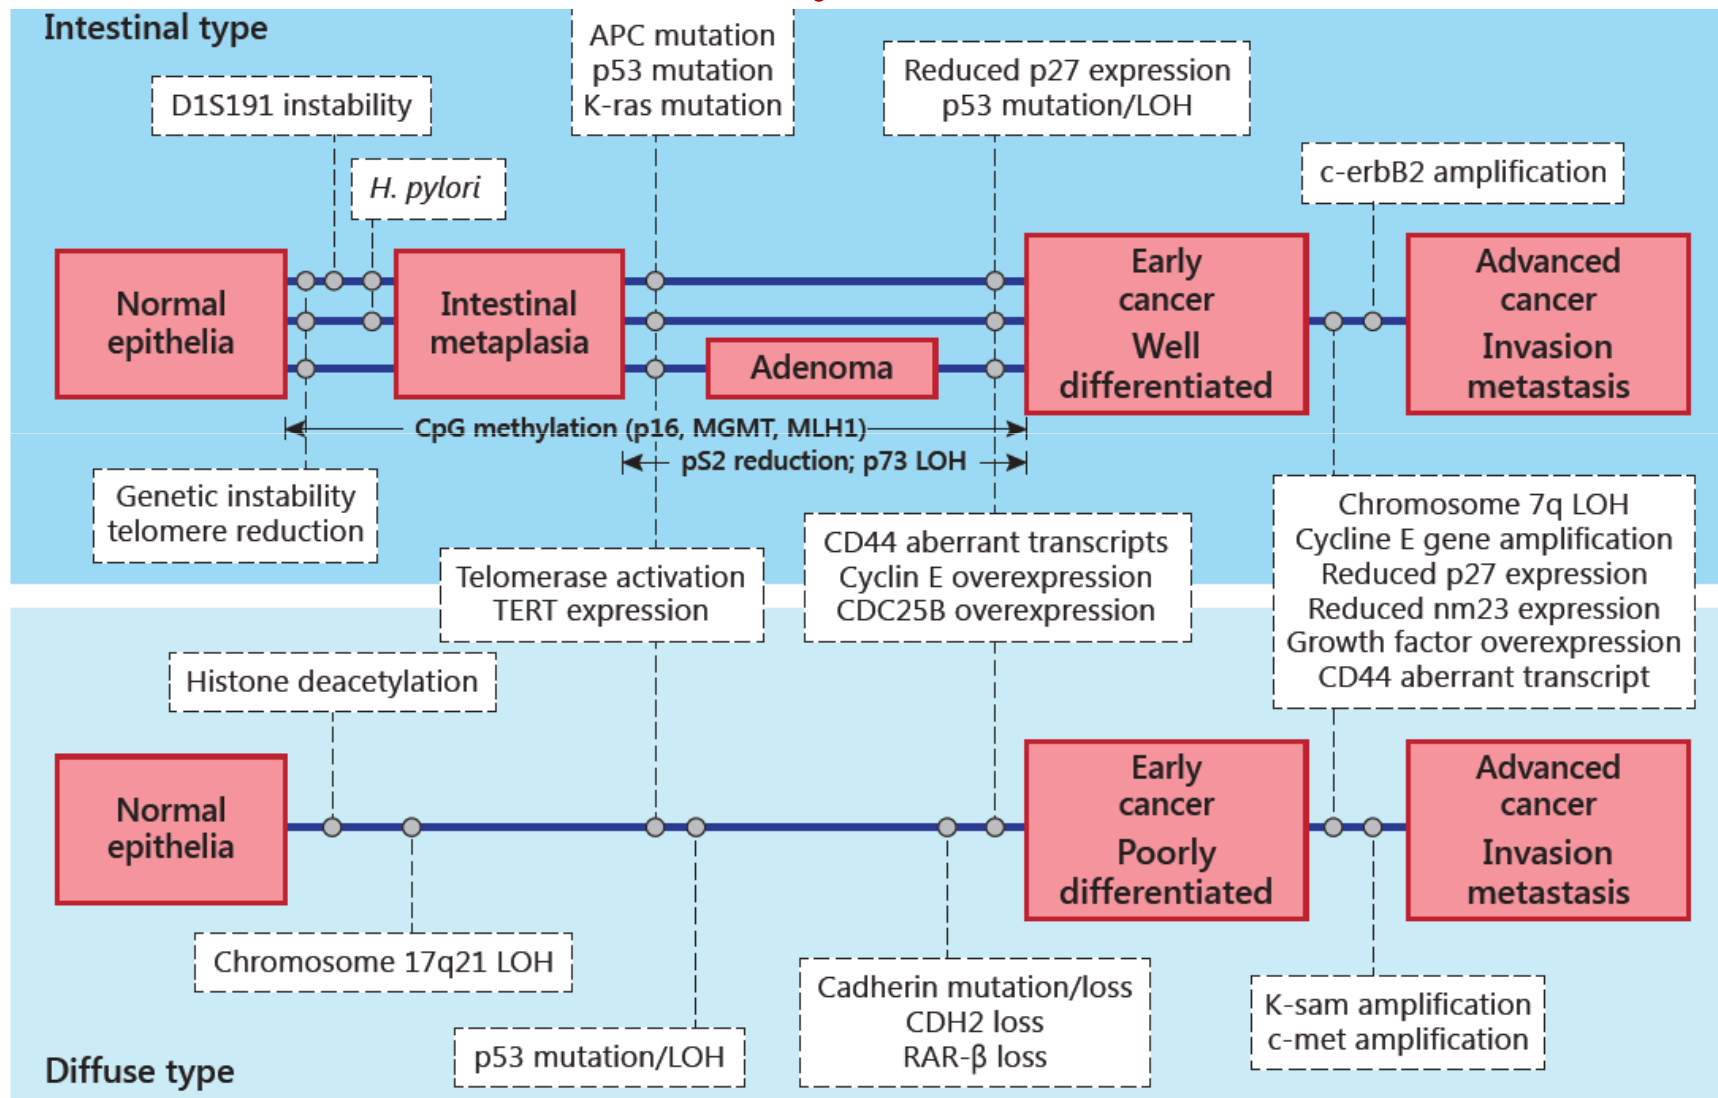 Intestinal type
APC mutation
p53 mutation
K-ras mutation
D1S191 instability
Reduced p27 expression
p53 mutation/LOH
H. pylori
c-erbB2 amplification
Normal
epithelia
Intestinal
metaplasia
Adenoma
Early
cancer
Well
differentiated
Advanced
cancer
Invasion
metastasis
CpG methylation (p16, MGMT, MLH1)
pS2 reduction; p73 LOH
Genetic instability
telomere reduction
Telomerase activation
TERT expression
CD44 aberrant transcripts
Cyclin E overexpression
CDC25B overexpression
Chromosome 7q LOH
Cycline E gene amplification
Reduced p27 expression
Reduced nm23 expression
Growth factor overexpression
CD44 aberrant transcript
Histone deacetylation
Normal
epithelia
Early
cancer
Poorly
differentiated
Advanced
cancer
Invasion
metastasis
Chromosome 17q21 LOH
p53 mutation/LOH
Cadherin mutation/loss
CDH2 loss
RAR-β loss
K-sam amplification
c-met amplification
Diffuse type